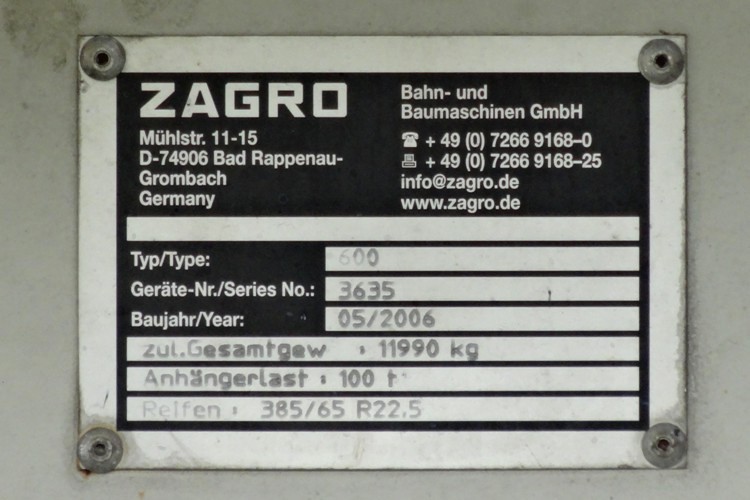 ZAGRO
Mühlstr. 11-15
D-74906 Bad Rappenau-
Grombach
Germany
Bahn- und
Baumaschinen GmbH
☎ + 49 (0) 7266 9168–0
+ 49 (0) 7266 9168–25
info@zagro.de
www.zagro.de
Typ/Type: 600
Geräte-Nr./Series No.: 3635
Baujahr/Year: 05/2006
zul.Gesamtgew : 11990 kg
Anhängerlast : 100 t
Reifen : 385/65 R22,5